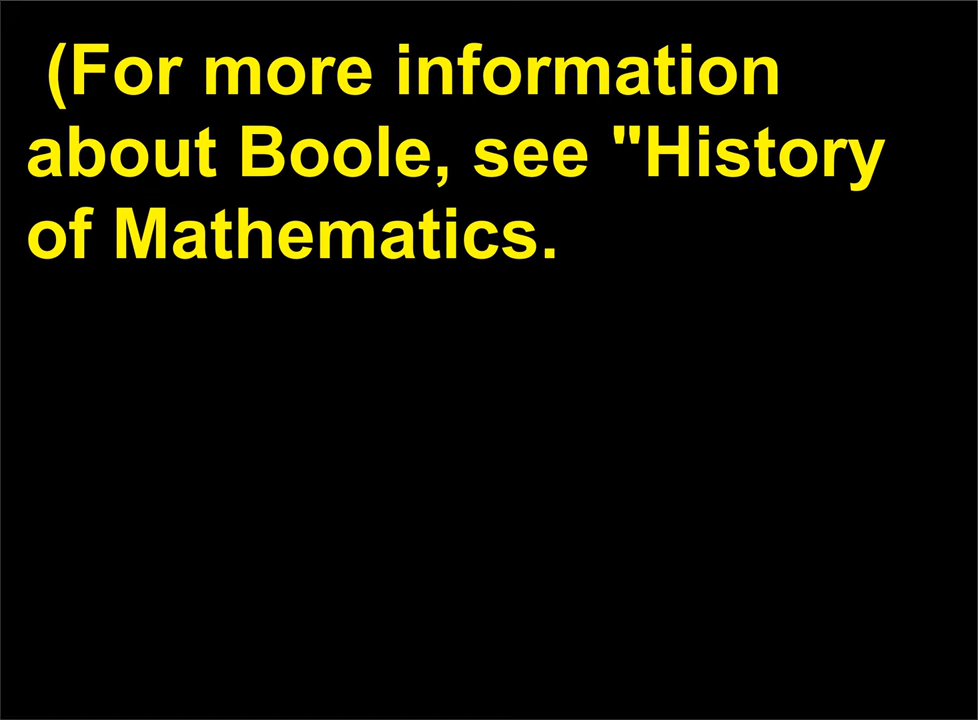 (For more information
about Boole, see "History
of Mathematics.